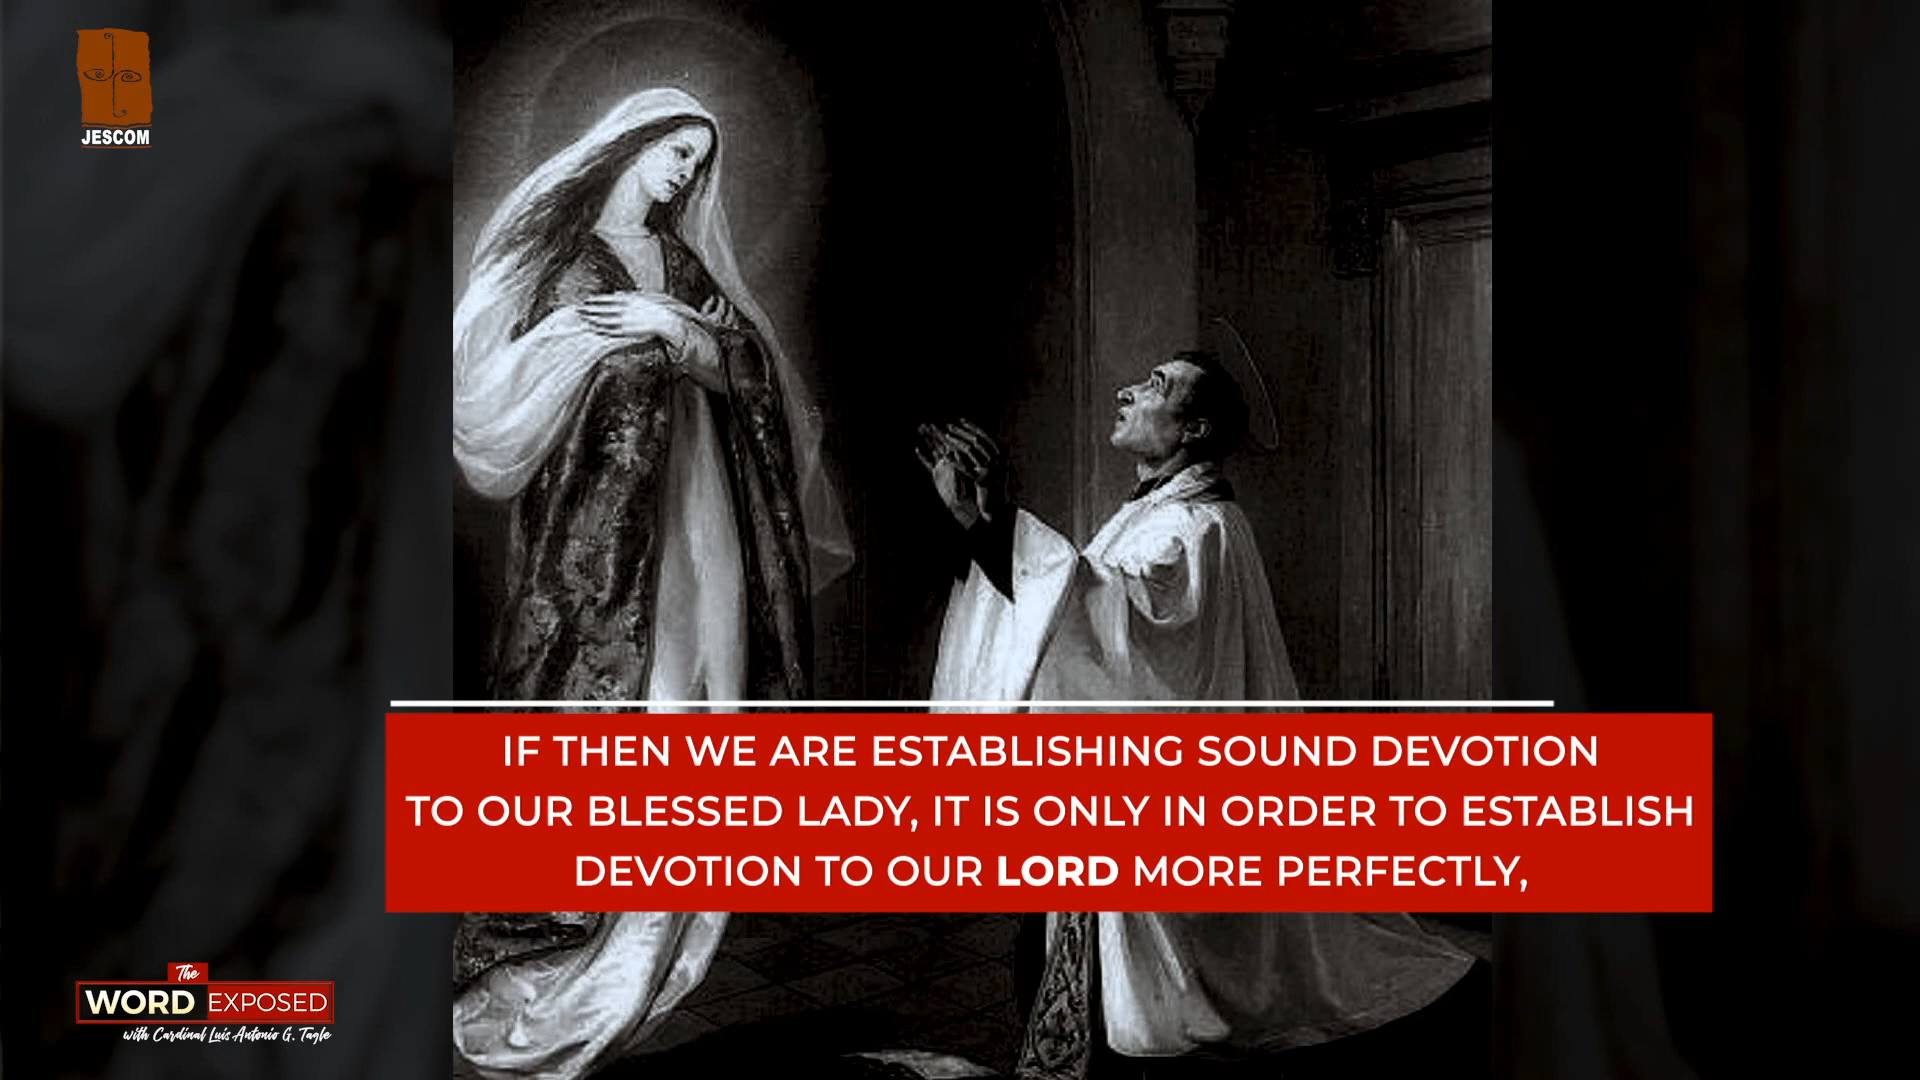 JESCOM
IF THEN WE ARE ESTABLISHING SOUND DEVOTION
TO OUR BLESSED LADY, IT IS ONLY IN ORDER TO ESTABLISH
DEVOTION TO OUR LORD MORE PERFECTLY,
The
WORD EXPOSED
with Cardinal Luis Antonio G. Tagle